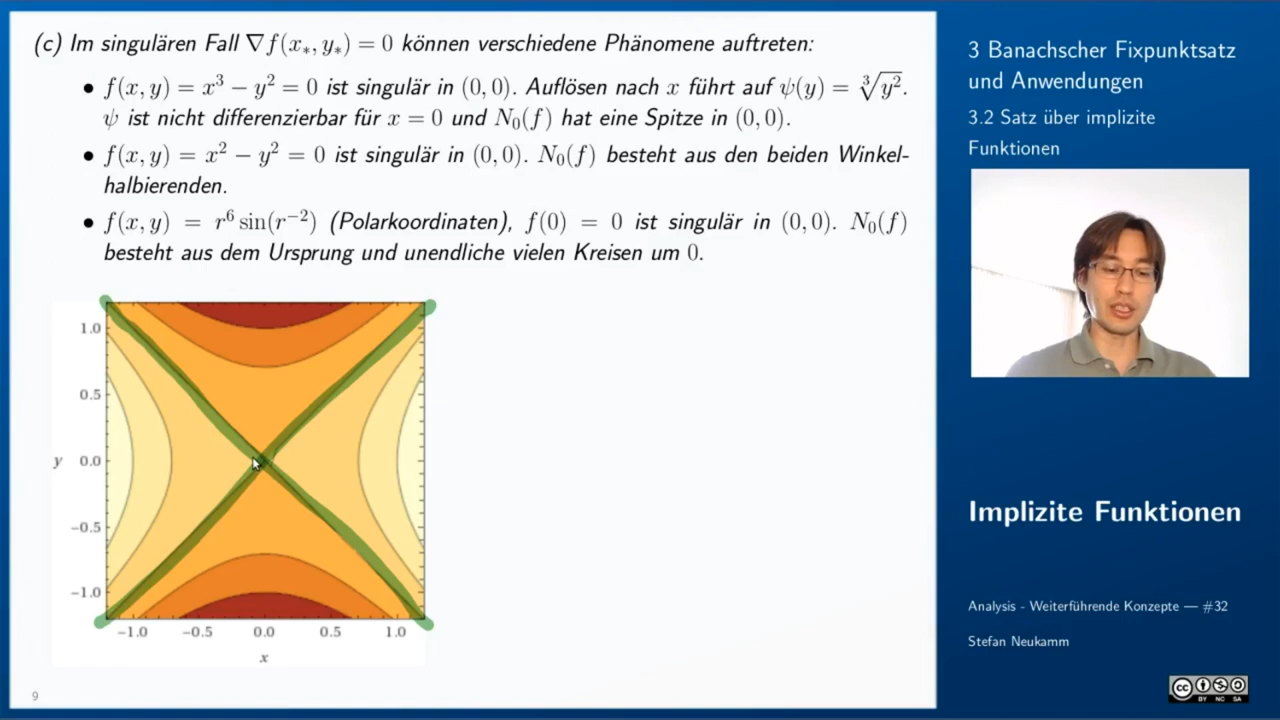 (c) Im singulären Fall ∇f(x∗, y∗) = 0 können verschiedene Phänomene auftreten:
• f(x, y) = x³ − y² = 0 ist singulär in (0, 0). Auflösen nach x führt auf ψ(y) = ∛y².
ψ ist nicht differenzierbar für x = 0 und N₀(f) hat eine Spitze in (0, 0).
• f(x, y) = x² − y² = 0 ist singulär in (0, 0). N₀(f) besteht aus den beiden Winkel-
halbierenden.
• f(x, y) = r⁶ sin(r⁻²) (Polarkoordinaten), f(0) = 0 ist singulär in (0, 0). N₀(f)
besteht aus dem Ursprung und unendliche vielen Kreisen um 0.
1.0
0.5
y 0.0
−0.5
−1.0
−1.0 −0.5 0.0 0.5 1.0
x
9
3 Banachscher Fixpunktsatz
und Anwendungen
3.2 Satz über implizite
Funktionen
Implizite Funktionen
Analysis - Weiterführende Konzepte — #32
Stefan Neukamm
cc BY NC SA